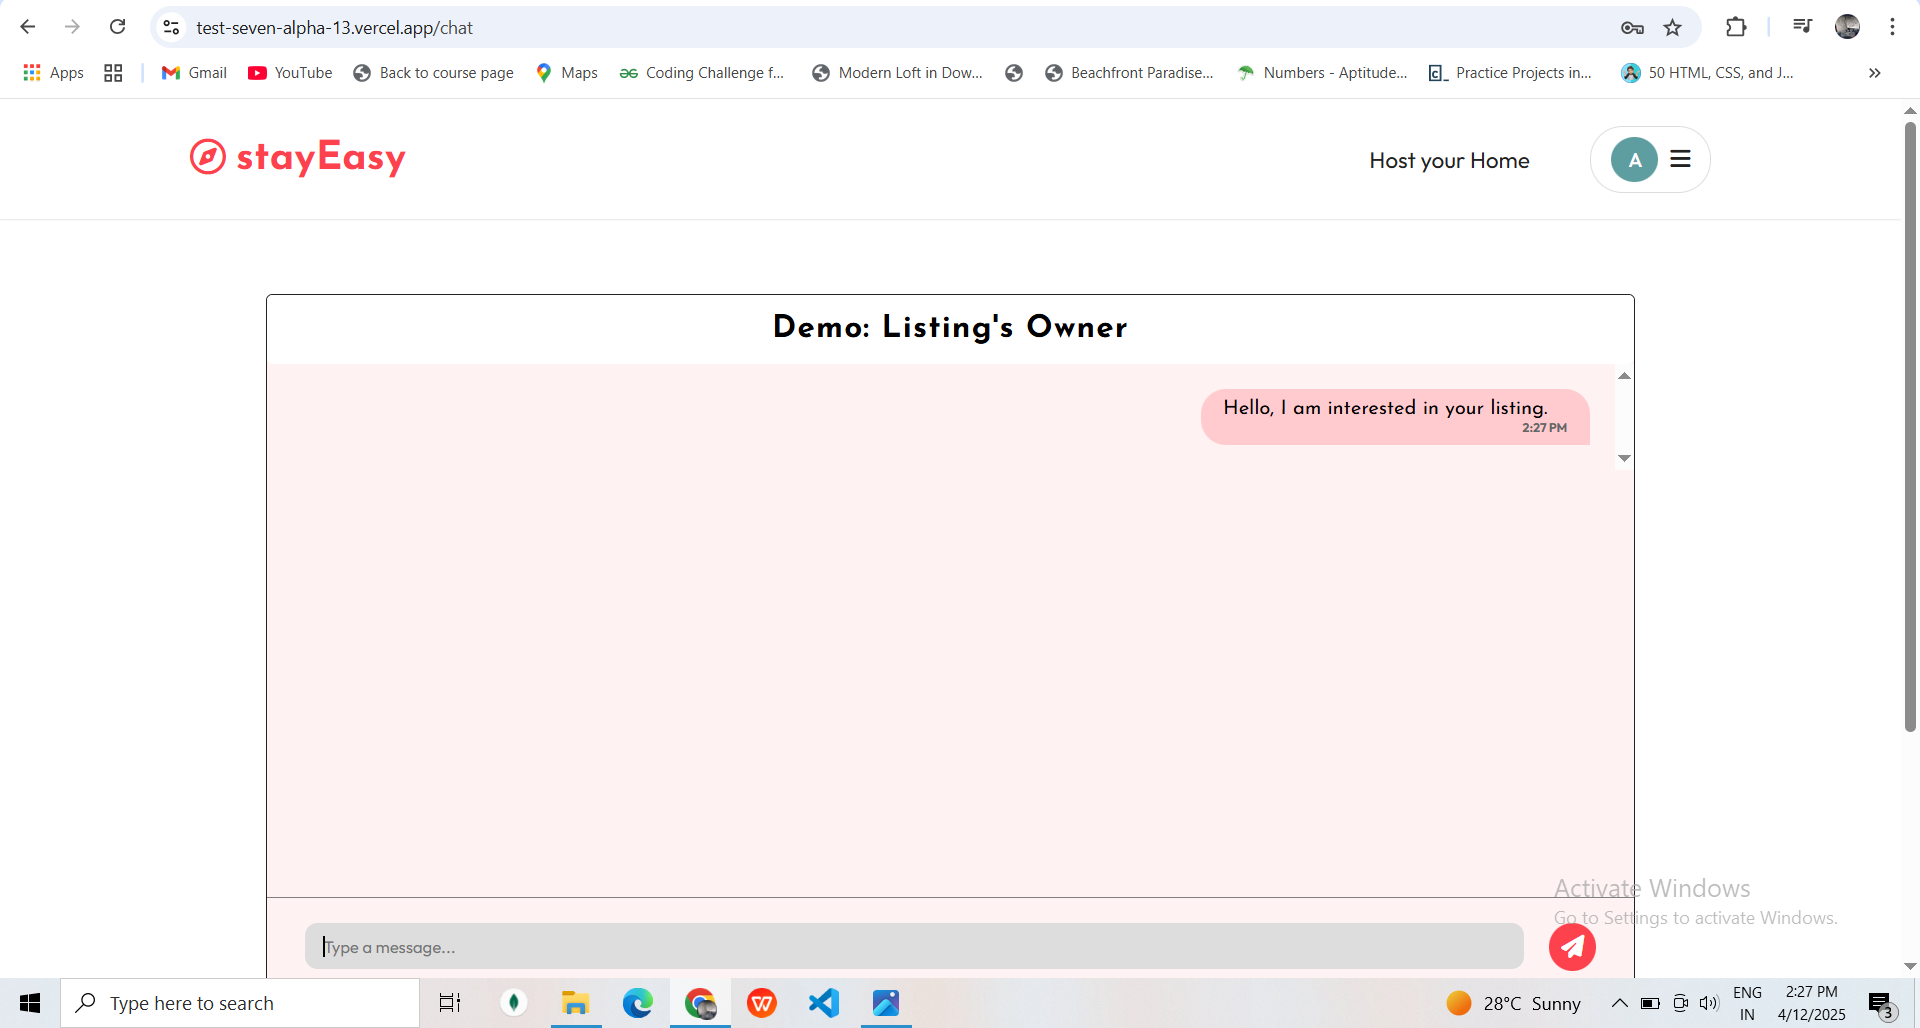 test-seven-alpha-13.vercel.app/chat
Apps Gmail YouTube Back to course page Maps Coding Challenge f... Modern Loft in Dow... Beachfront Paradise... Numbers - Aptitude... Practice Projects in... 50 HTML, CSS, and J... »
stayEasy Host your Home A
Demo: Listing's Owner
Hello, I am interested in your listing.
2:27 PM
Activate Windows
Go to Settings to activate Windows.
Type a message...
Type here to search
28°C Sunny
ENG
IN
2:27 PM
4/12/2025
3